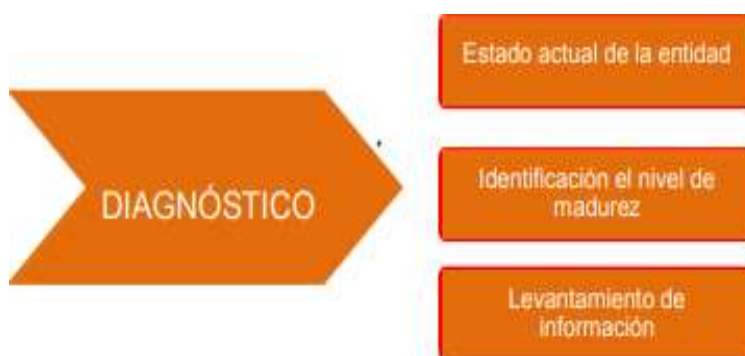 DIAGNÓSTICO
Estado actual de la entidad
Identificación el nivel de
madurez
Levantamiento de
información